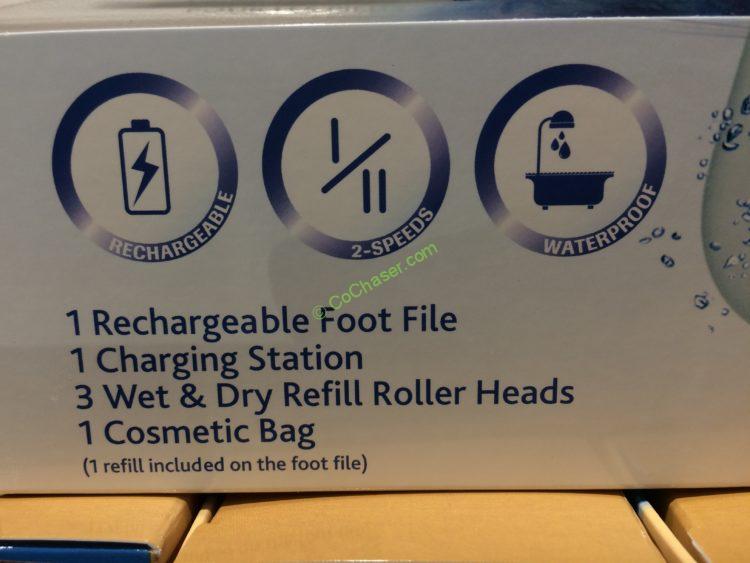 RECHARGEABLE
2-SPEEDS
WATERPROOF
© CoChaser.com
1 Rechargeable Foot File
1 Charging Station
3 Wet & Dry Refill Roller Heads
1 Cosmetic Bag
(1 refill included on the foot file)